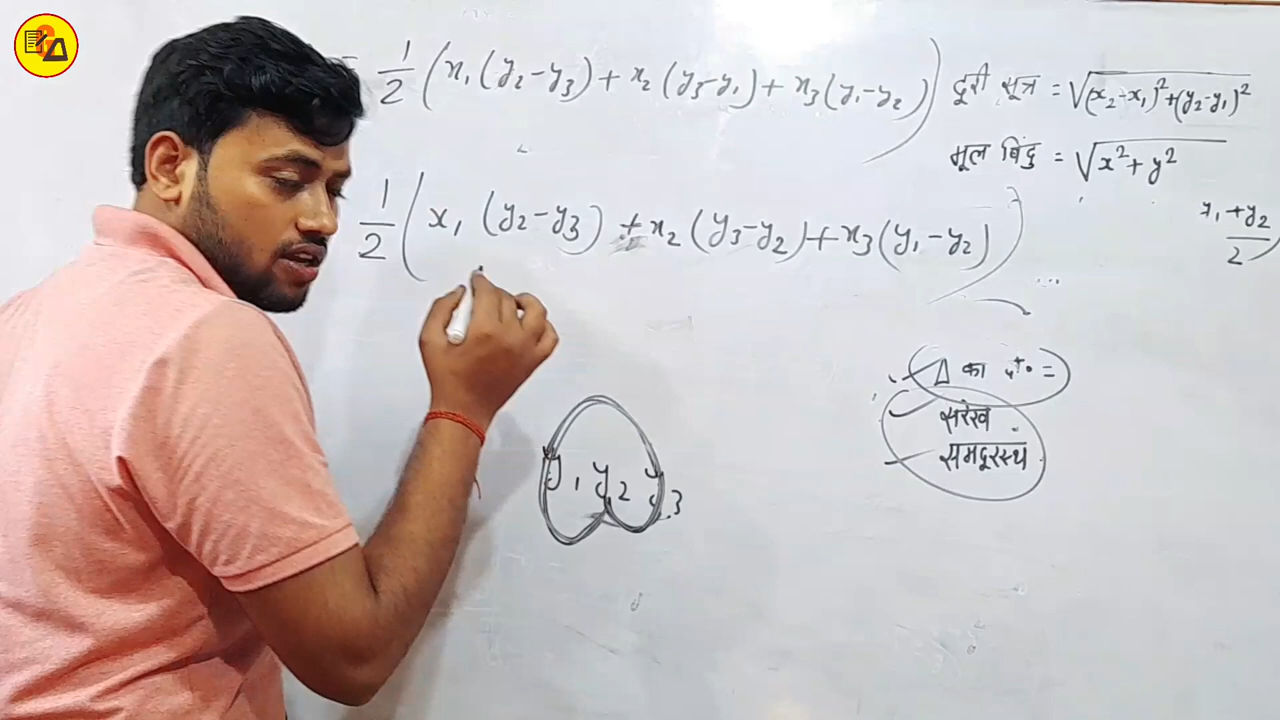 = 1/2 (x₁(y₂-y₃)+x₂(y₃-y₁)+x₃(y₁-y₂))
दूरी सूत्र = √(x₂-x₁)²+(y₂-y₁)²
मूल बिंदु = √x²+y²
x₁+y₂/2
1/2 (x₁(y₂-y₃)+x₂(y₃-y₂)+x₃(y₁-y₂))
Δ का =
सरेख
समदूरस्थ
y₁ y₂ y₃